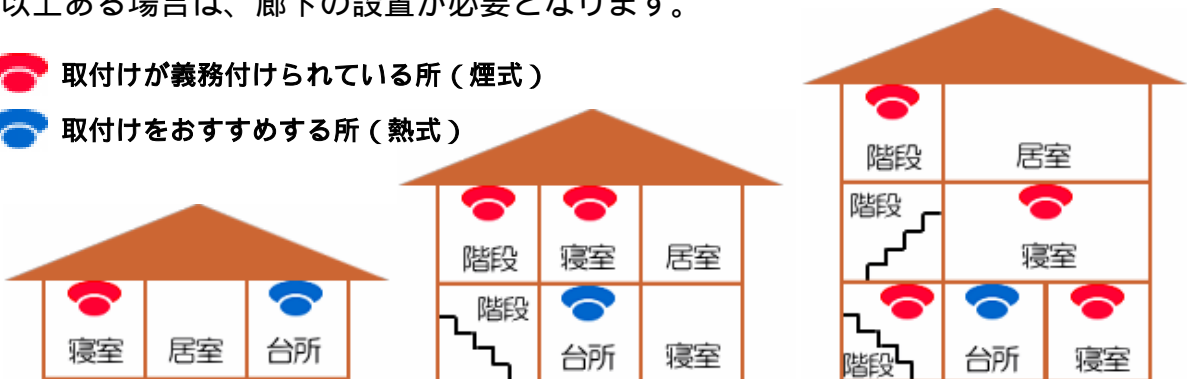 以上ある場合は、廊下の設置が必要となります。
取付けが義務付けられている所（煙式）
取付けをおすすめする所（熱式）
寝室 居室 台所
階段 寝室 居室
階段
台所 寝室
階段 居室
階段
寝室
階段 台所 寝室